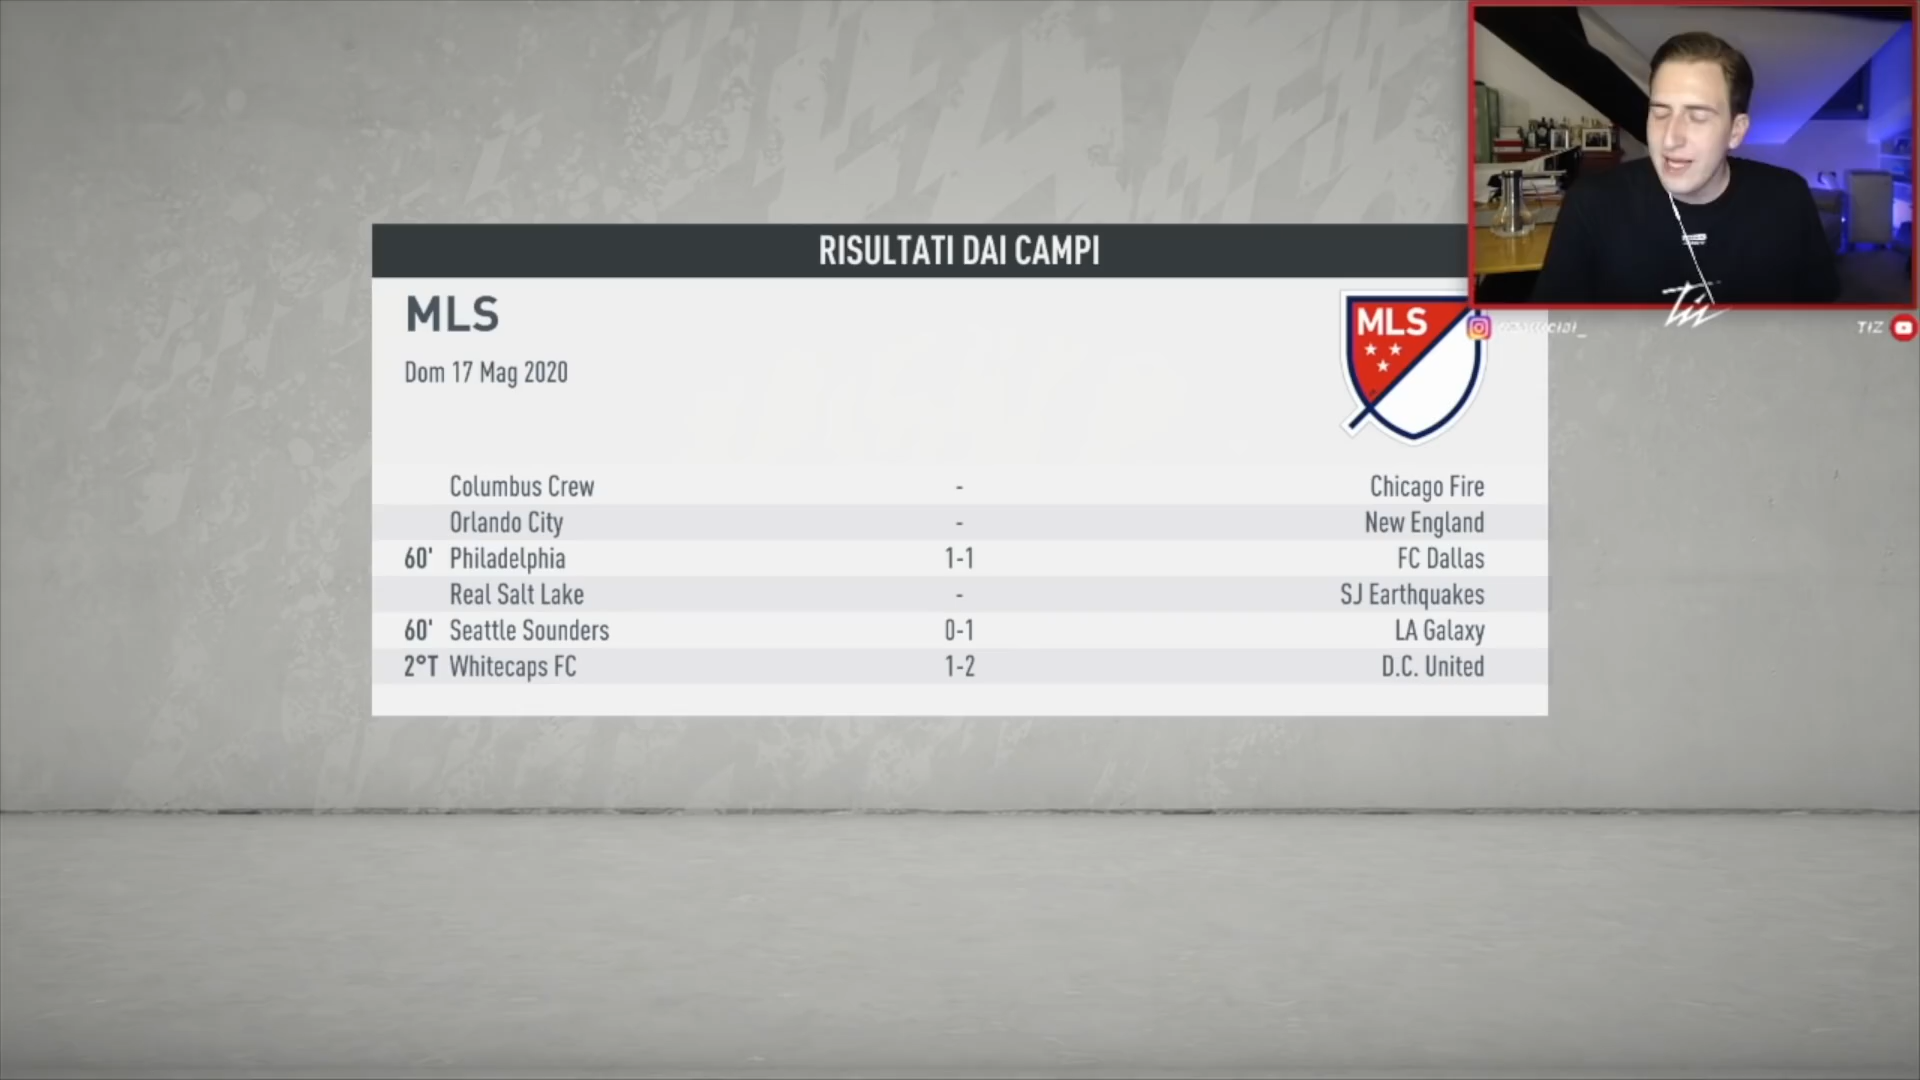 RISULTATI DAI CAMPI
MLS
Dom 17 Mag 2020
MLS
TIZ
Columbus Crew - Chicago Fire
Orlando City - New England
60' Philadelphia 1-1 FC Dallas
Real Salt Lake - SJ Earthquakes
60' Seattle Sounders 0-1 LA Galaxy
2°T Whitecaps FC 1-2 D.C. United